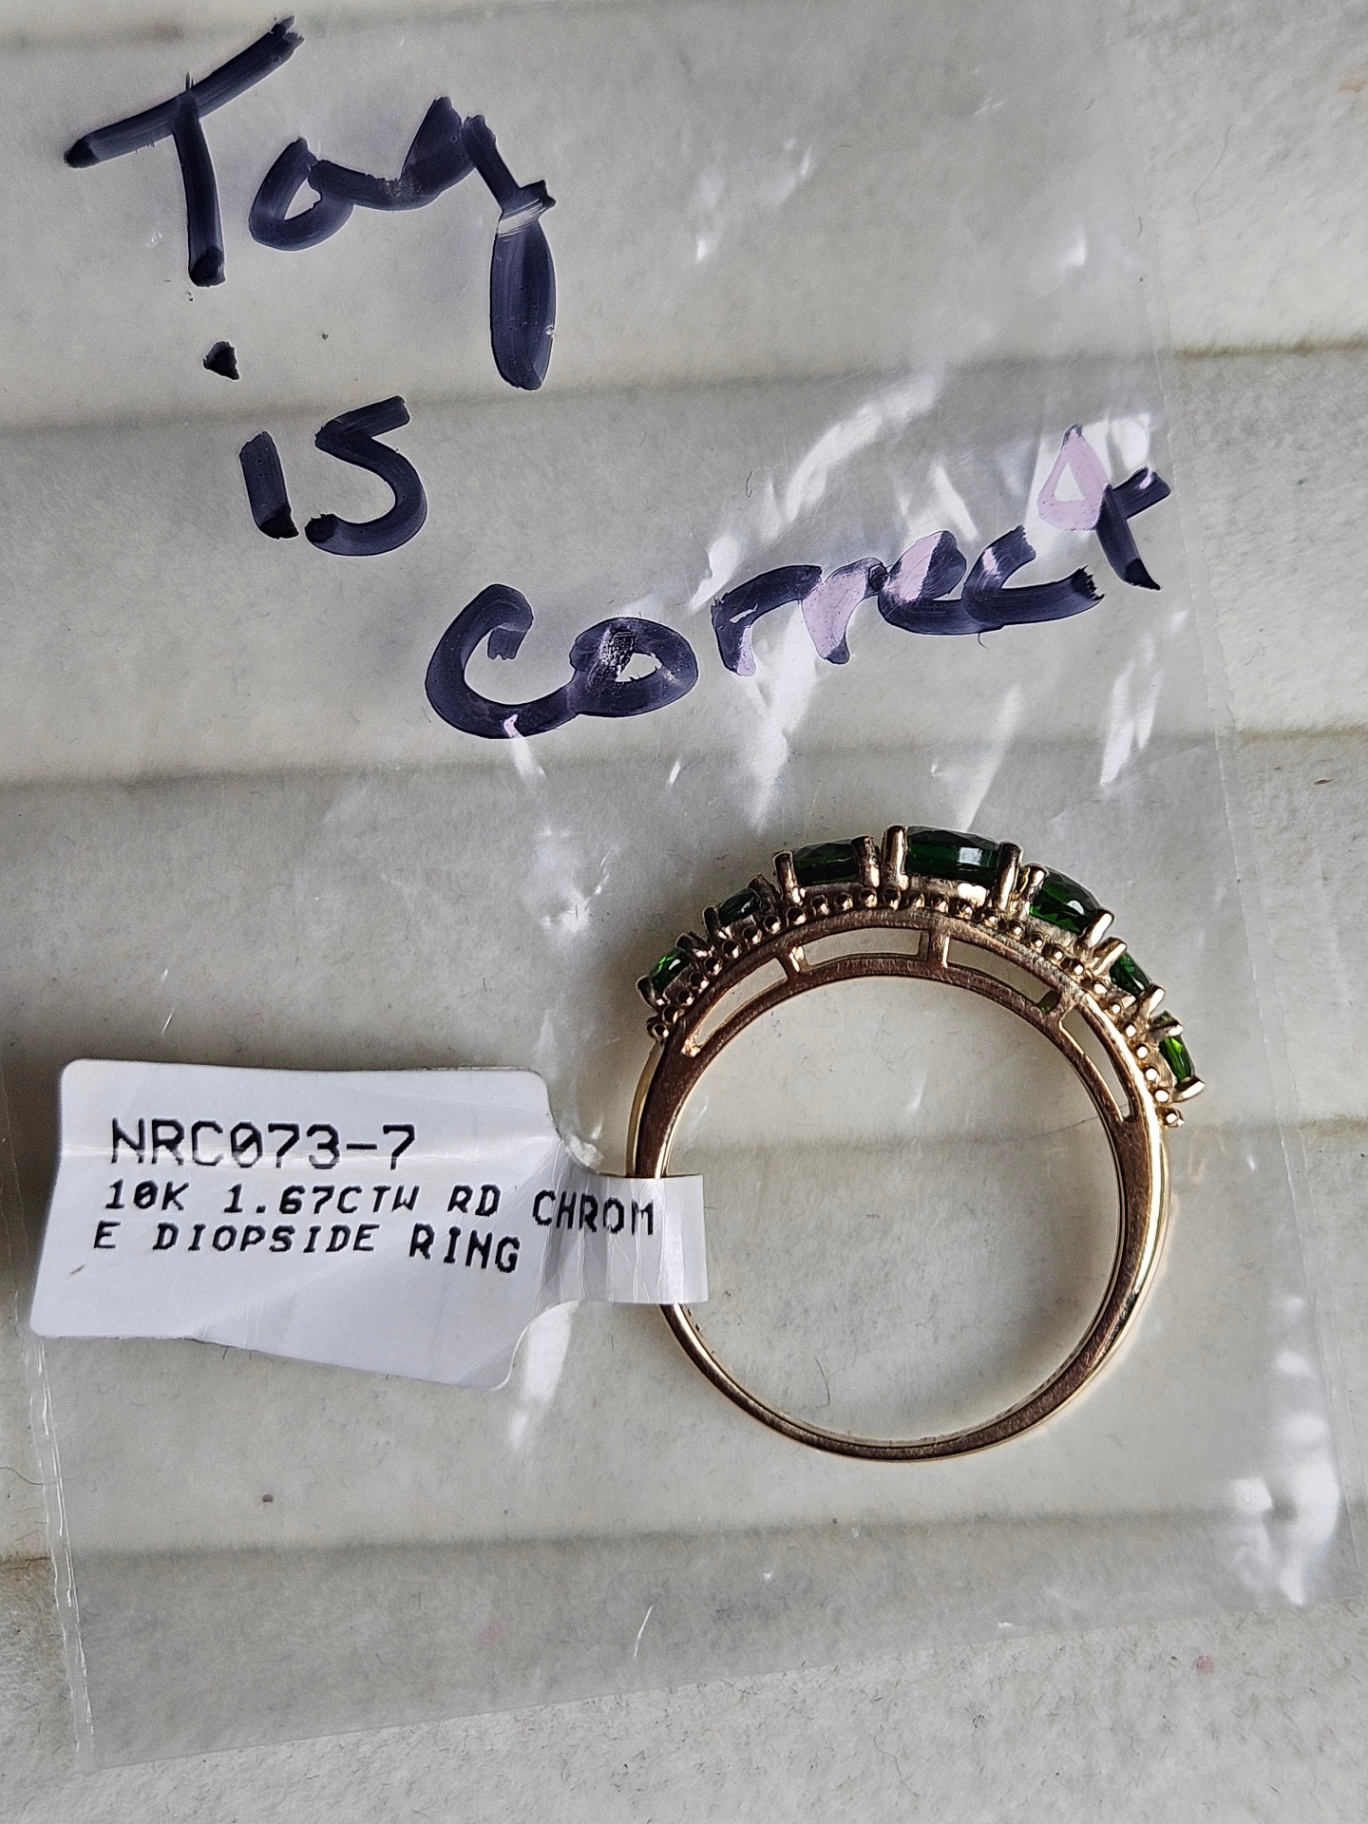 Tag
is
correct
NRC073-7
10K 1.67CTW RD CHROM
E DIOPSIDE RING